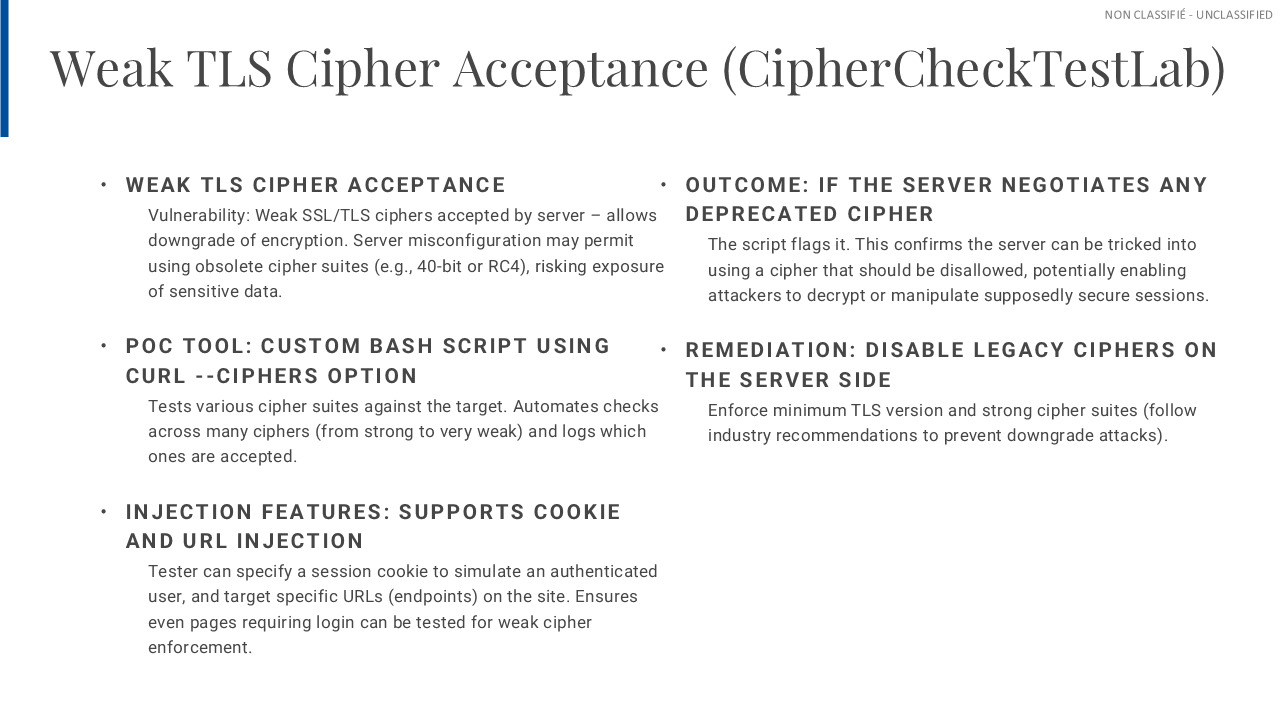 NON CLASSIFIÉ - UNCLASSIFIED
Weak TLS Cipher Acceptance (CipherCheckTestLab)
• WEAK TLS CIPHER ACCEPTANCE
Vulnerability: Weak SSL/TLS ciphers accepted by server – allows
downgrade of encryption. Server misconfiguration may permit
using obsolete cipher suites (e.g., 40-bit or RC4), risking exposure
of sensitive data.
• POC TOOL: CUSTOM BASH SCRIPT USING
CURL --CIPHERS OPTION
Tests various cipher suites against the target. Automates checks
across many ciphers (from strong to very weak) and logs which
ones are accepted.
• INJECTION FEATURES: SUPPORTS COOKIE
AND URL INJECTION
Tester can specify a session cookie to simulate an authenticated
user, and target specific URLs (endpoints) on the site. Ensures
even pages requiring login can be tested for weak cipher
enforcement.
• OUTCOME: IF THE SERVER NEGOTIATES ANY
DEPRECATED CIPHER
The script flags it. This confirms the server can be tricked into
using a cipher that should be disallowed, potentially enabling
attackers to decrypt or manipulate supposedly secure sessions.
• REMEDIATION: DISABLE LEGACY CIPHERS ON
THE SERVER SIDE
Enforce minimum TLS version and strong cipher suites (follow
industry recommendations to prevent downgrade attacks).